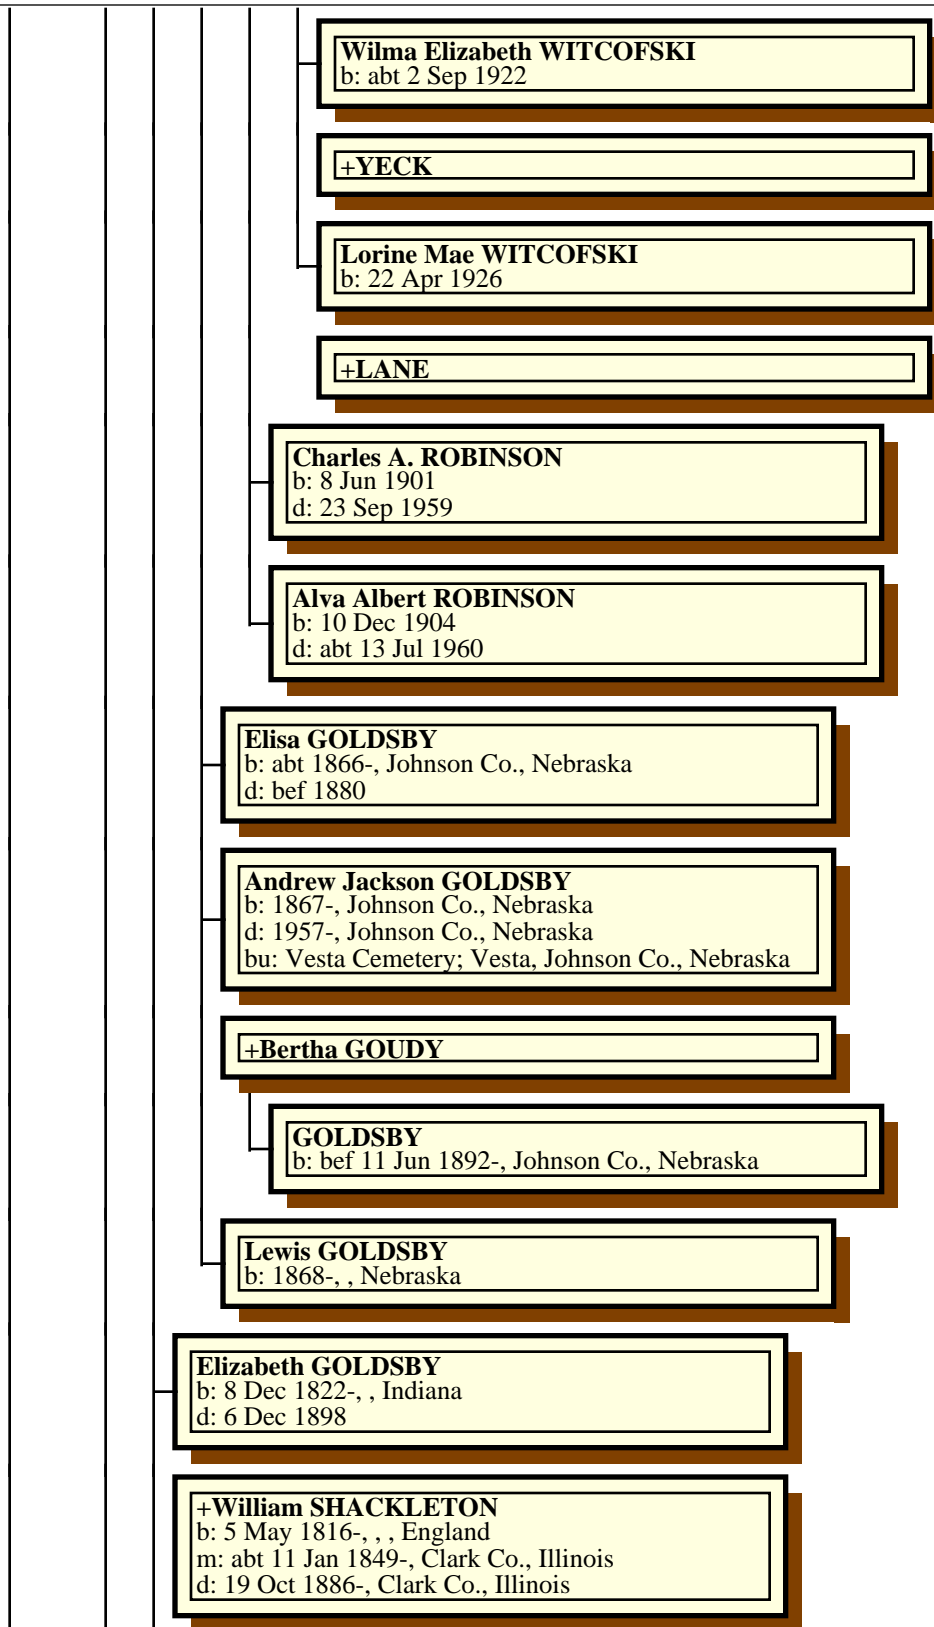 Wilma Elizabeth WITCOFSKI
b: abt 2 Sep 1922
+YECK
Lorine Mae WITCOFSKI
b: 22 Apr 1926
+LANE
Charles A. ROBINSON
b: 8 Jun 1901
d: 23 Sep 1959
Alva Albert ROBINSON
b: 10 Dec 1904
d: abt 13 Jul 1960
Elisa GOLDSBY
b: abt 1866-, Johnson Co., Nebraska
d: bef 1880
Andrew Jackson GOLDSBY
b: 1867-, Johnson Co., Nebraska
d: 1957-, Johnson Co., Nebraska
bu: Vesta Cemetery; Vesta, Johnson Co., Nebraska
+Bertha GOUDY
GOLDSBY
b: bef 11 Jun 1892-, Johnson Co., Nebraska
Lewis GOLDSBY
b: 1868-, , Nebraska
Elizabeth GOLDSBY
b: 8 Dec 1822-, , Indiana
d: 6 Dec 1898
+William SHACKLETON
b: 5 May 1816-, , , England
m: abt 11 Jan 1849-, Clark Co., Illinois
d: 19 Oct 1886-, Clark Co., Illinois